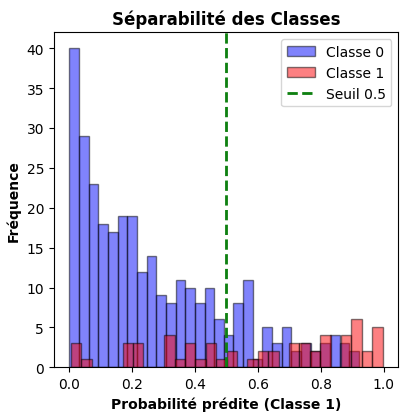 Séparabilité des Classes
Classe 0
Classe 1
Seuil 0.5
Fréquence
40
35
30
25
20
15
10
5
0
0.0 0.2 0.4 0.6 0.8 1.0
Probabilité prédite (Classe 1)